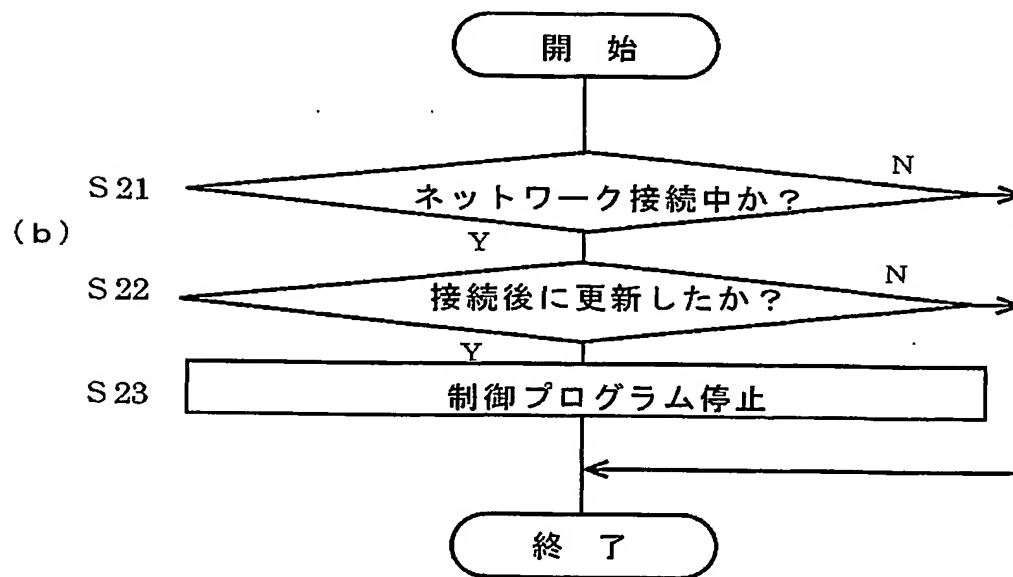 開 始
N
S21
ネットワーク接続中か?
(b)
Y
N
S22
接続後に更新したか?
Y
S23
制御プログラム停止
終 了